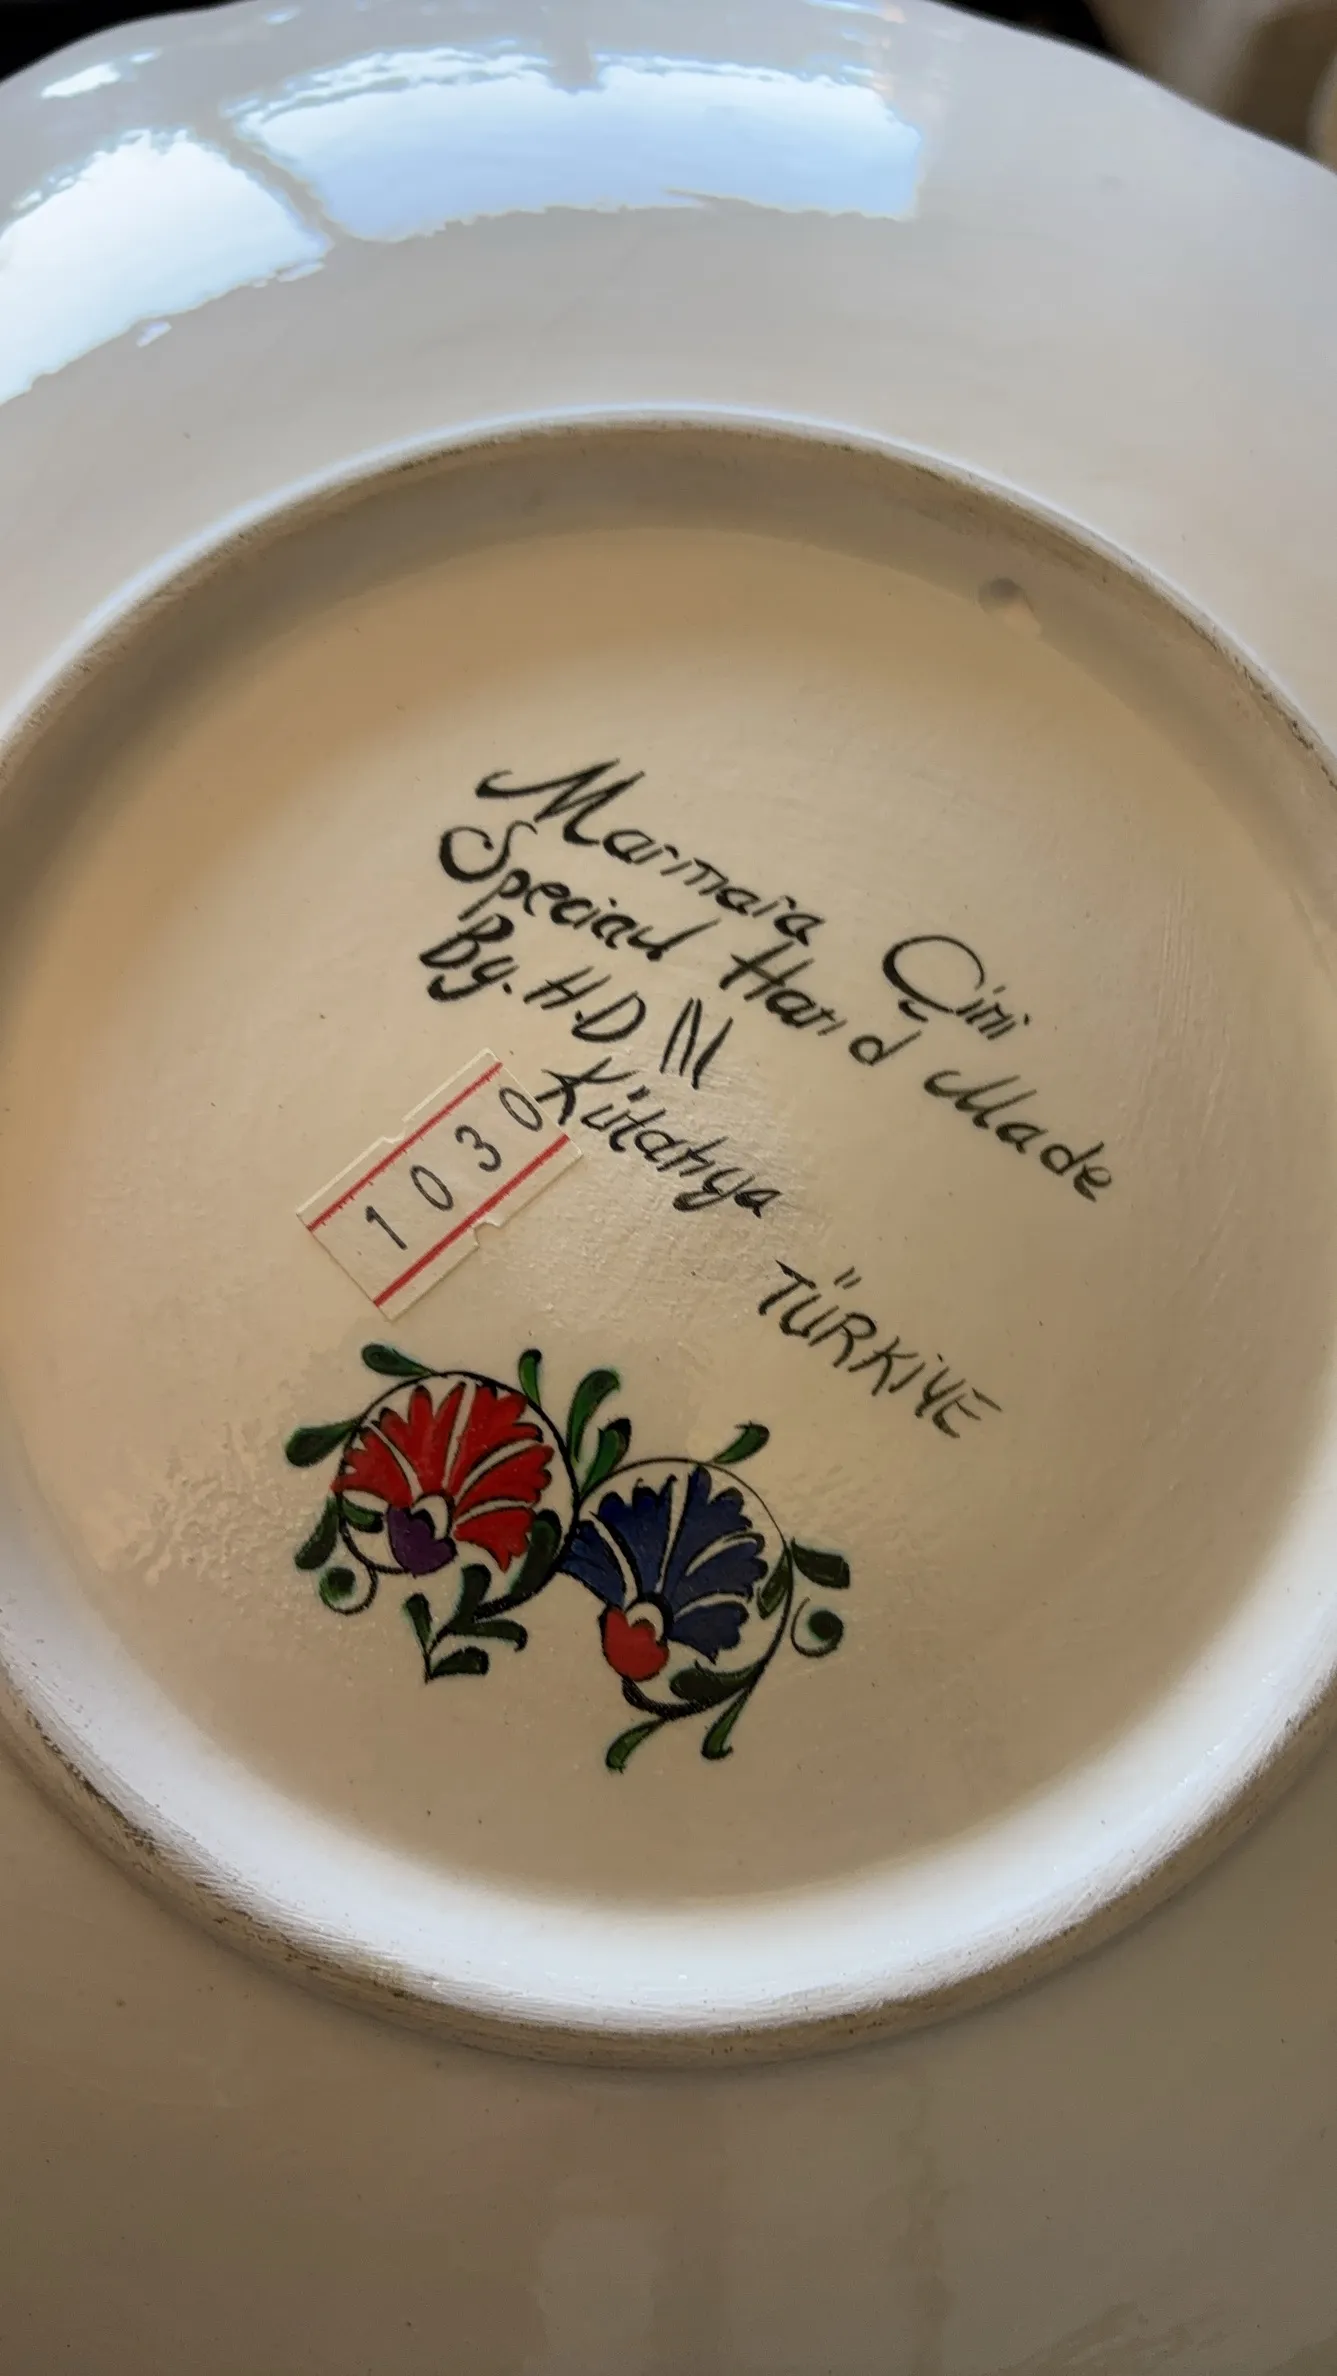 Marmara Çini
Special Hand Made
By. H.D N
Kütahya
TÜRKİYE
1030